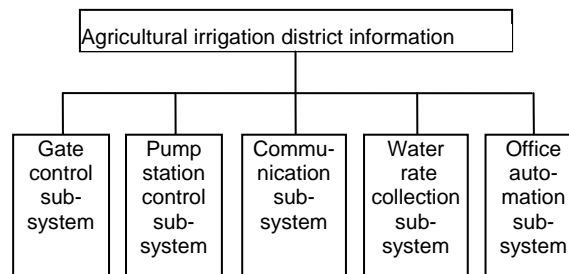 Agricultural irrigation district information
Gate
control
sub-
system
Pump
station
control
sub-
system
Commu-
nication
sub-
system
Water
rate
collection
sub-
system
Office
auto-
mation
sub-
system